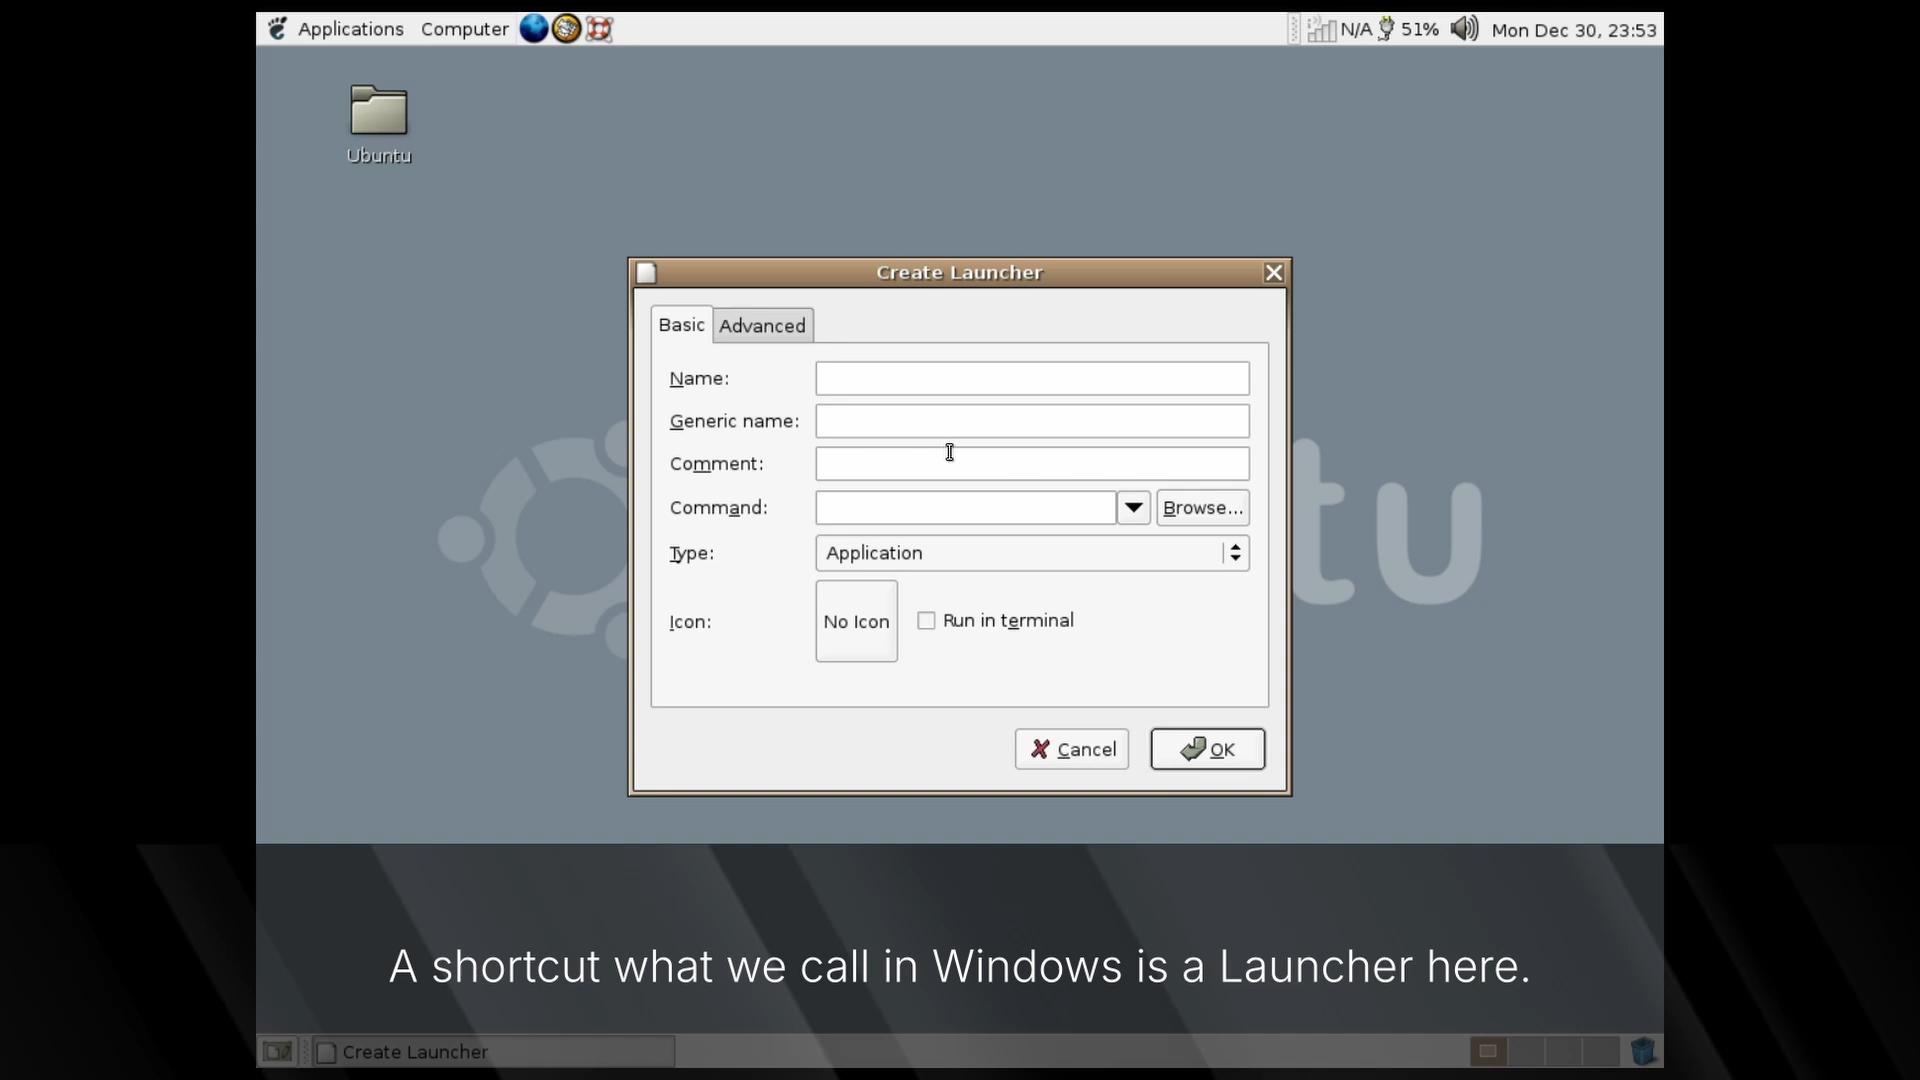 Applications Computer N/A 51% Mon Dec 30, 23:53
Ubuntu
Create Launcher
Basic Advanced
Name:
Generic name:
Comment:
Command: Browse...
Type: Application
Icon: No Icon Run in terminal
Cancel OK
tu
A shortcut what we call in Windows is a Launcher here.
Create Launcher